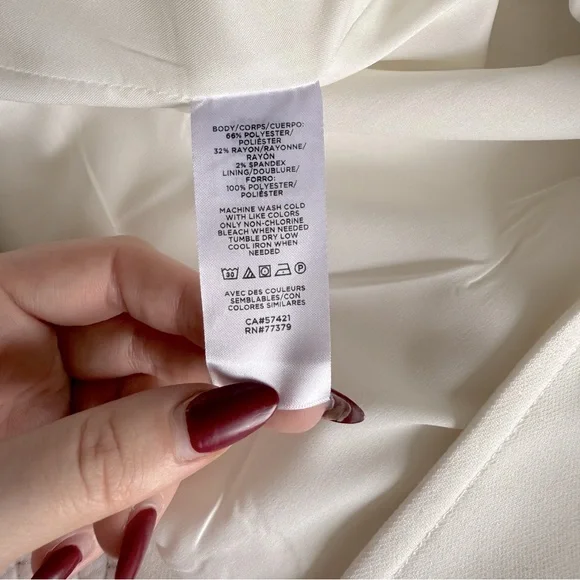 BODY/CORPS/CUERPO:
66% POLYESTER/
POLIÉSTER
32% RAYON/RAYONNE/
RAYÓN
2% SPANDEX
LINING/DOUBLURE/
FORRO:
100% POLYESTER/
POLIÉSTER
MACHINE WASH COLD
WITH LIKE COLORS
ONLY NON-CHLORINE
BLEACH WHEN NEEDED
TUMBLE DRY LOW
COOL IRON WHEN
NEEDED
30 P
AVEC DES COULEURS
SEMBLABLES/CON
COLORES SIMILARES
CA#57421
RN#77379